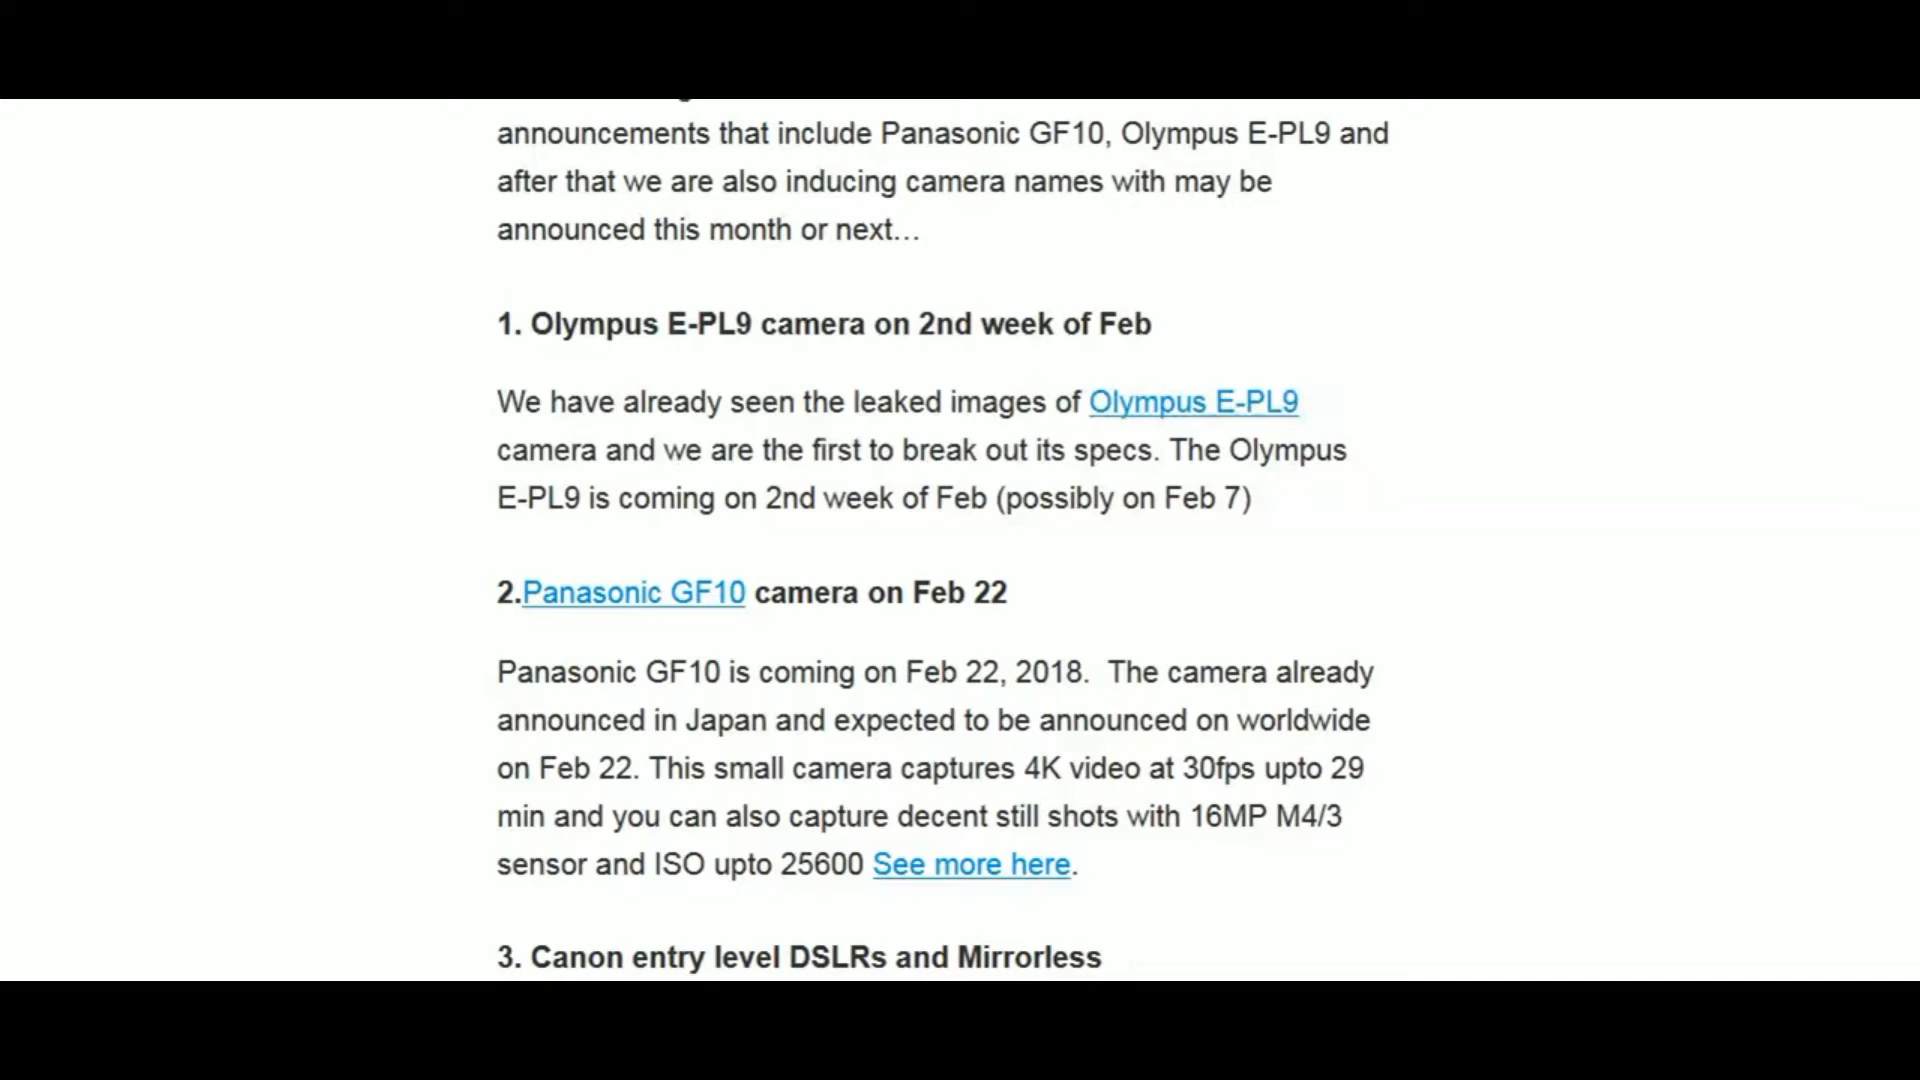 announcements that include Panasonic GF10, Olympus E-PL9 and
after that we are also inducing camera names with may be
announced this month or next…
1. Olympus E-PL9 camera on 2nd week of Feb
We have already seen the leaked images of Olympus E-PL9
camera and we are the first to break out its specs. The Olympus
E-PL9 is coming on 2nd week of Feb (possibly on Feb 7)
2.Panasonic GF10 camera on Feb 22
Panasonic GF10 is coming on Feb 22, 2018.  The camera already
announced in Japan and expected to be announced on worldwide
on Feb 22. This small camera captures 4K video at 30fps upto 29
min and you can also capture decent still shots with 16MP M4/3
sensor and ISO upto 25600 See more here.
3. Canon entry level DSLRs and Mirrorless